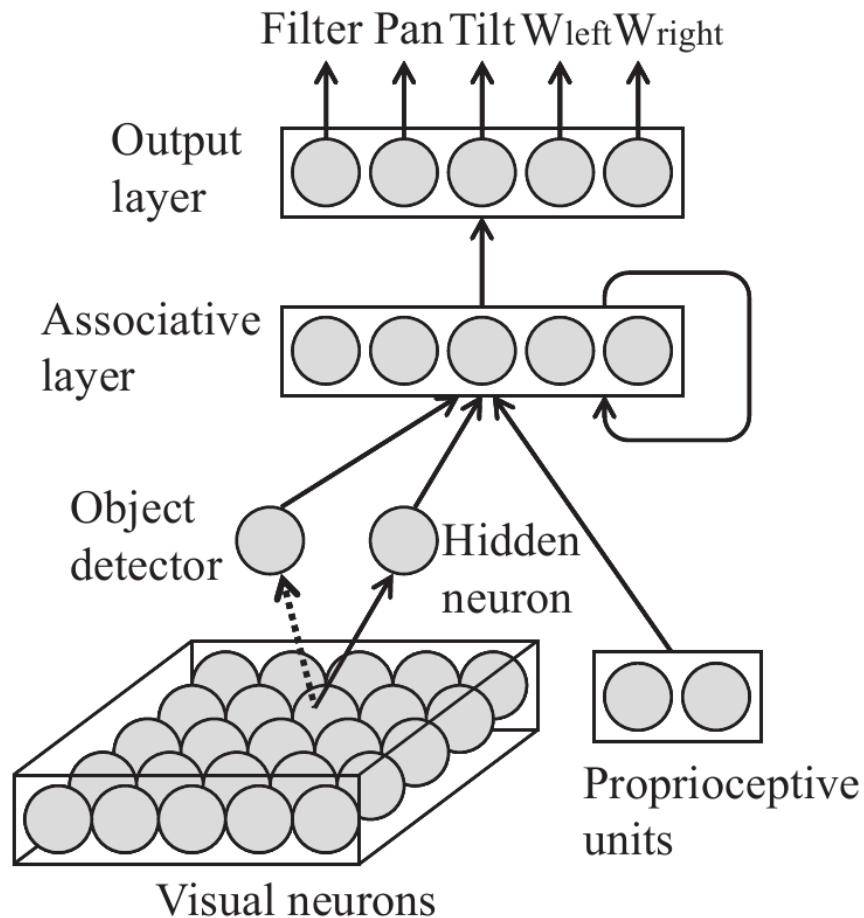 Filter Pan Tilt Wleft Wright
Output
layer
Associative
layer
Object
detector
Hidden
neuron
Proprioceptive
units
Visual neurons